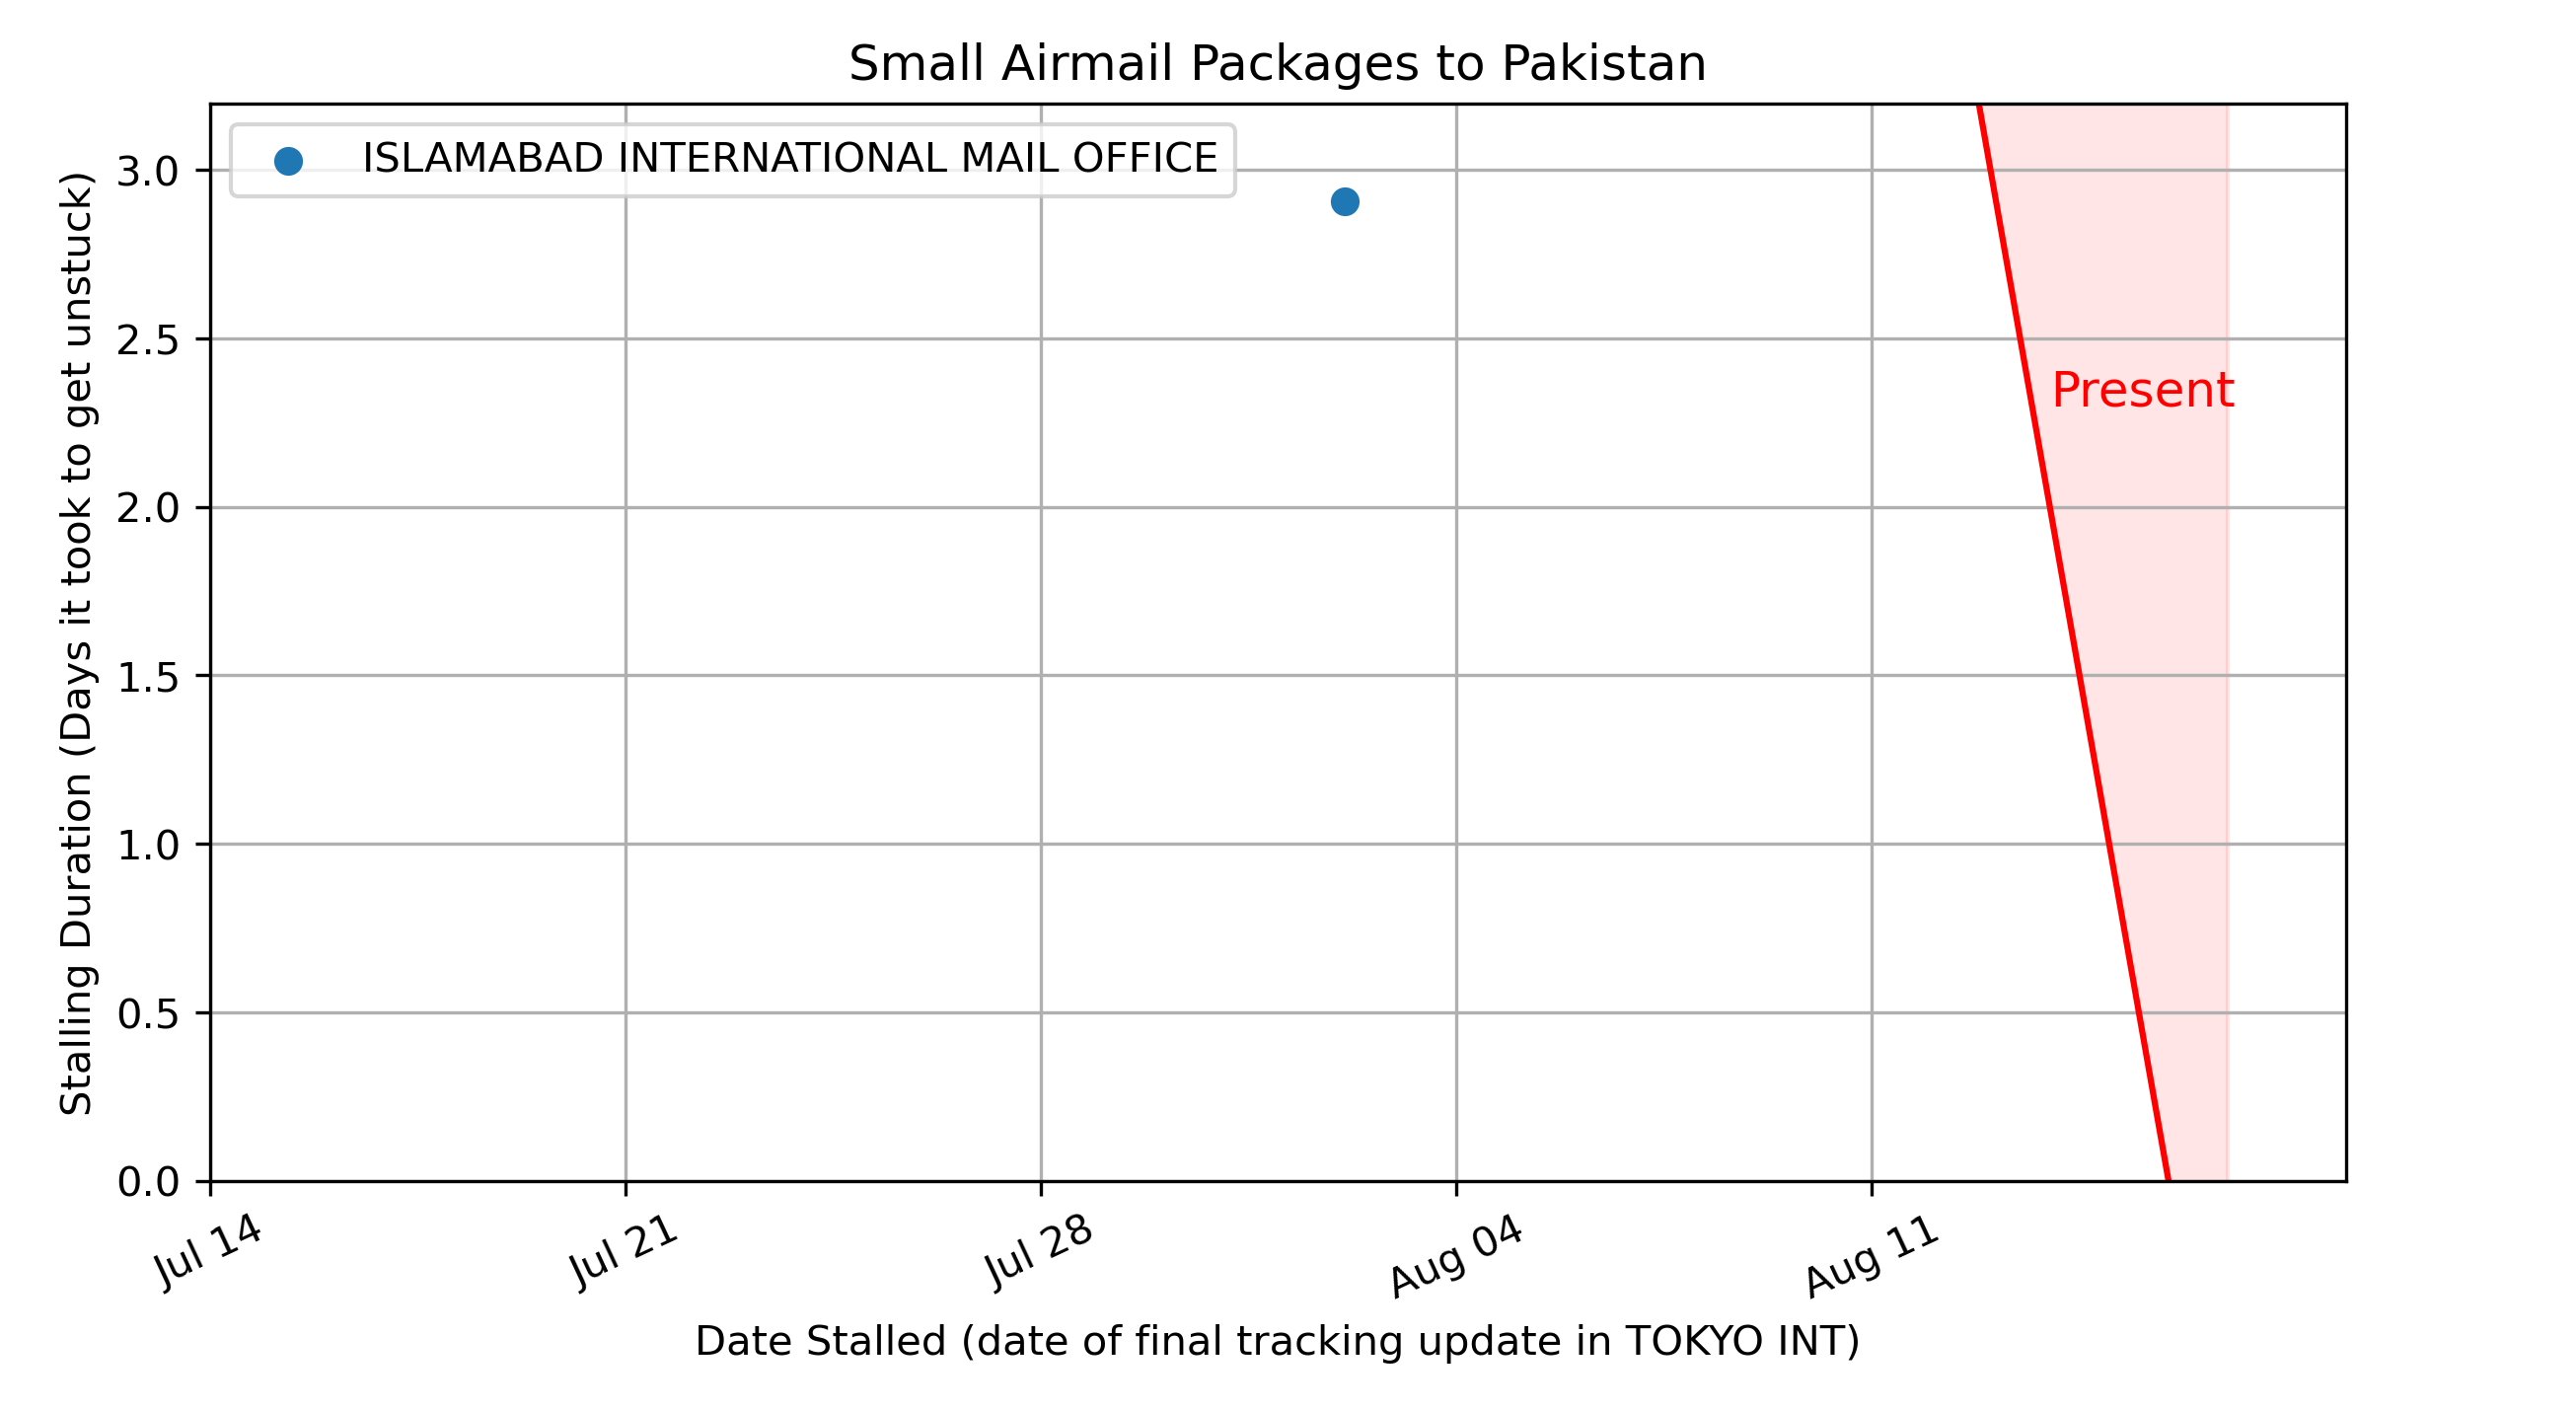 Small Airmail Packages to Pakistan
ISLAMABAD INTERNATIONAL MAIL OFFICE
Stalling Duration (Days it took to get unstuck)
3.0
2.5
2.0
1.5
1.0
0.5
0.0
Present
Jul 14
Jul 21
Jul 28
Aug 04
Aug 11
Date Stalled (date of final tracking update in TOKYO INT)